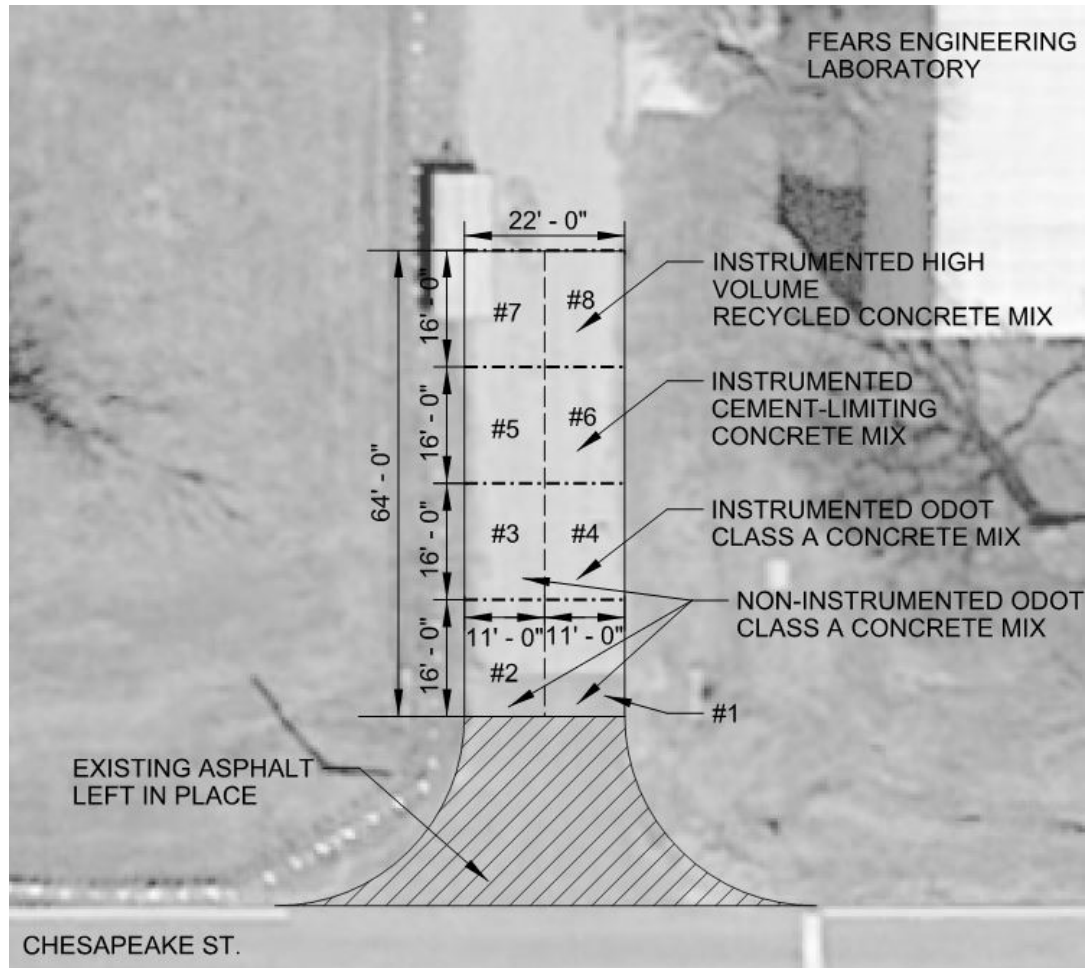 FEARS ENGINEERING
LABORATORY
22' - 0"
INSTRUMENTED HIGH
VOLUME
RECYCLED CONCRETE MIX
16' - 0"
#7
#8
INSTRUMENTED
CEMENT-LIMITING
CONCRETE MIX
16' - 0"
#5
#6
64' - 0"
INSTRUMENTED ODOT
CLASS A CONCRETE MIX
16' - 0"
#3
#4
NON-INSTRUMENTED ODOT
CLASS A CONCRETE MIX
16' - 0"
11' - 0"
11' - 0"
#2
#1
EXISTING ASPHALT
LEFT IN PLACE
CHESAPEAKE ST.